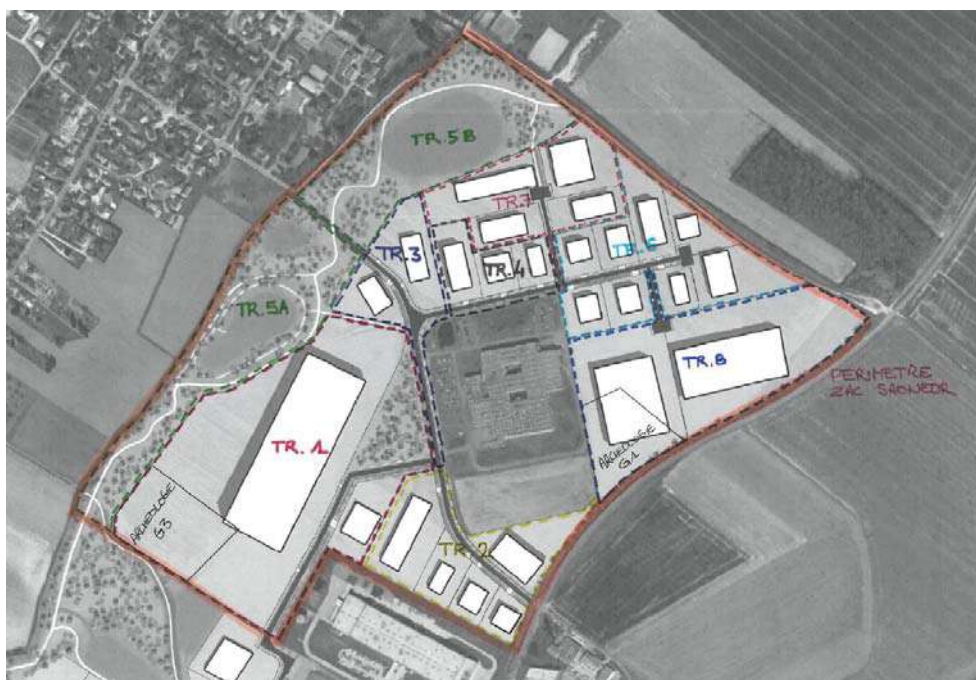 TR.5B
TR.7
TR.3
TR.4
TR.6
TR.5A
TR.8
PERIMETRE
ZAC SAONEOR
TR.1
ARCHEOLOGIE
G1
ARCHEOLOGIE
G3
TR.2